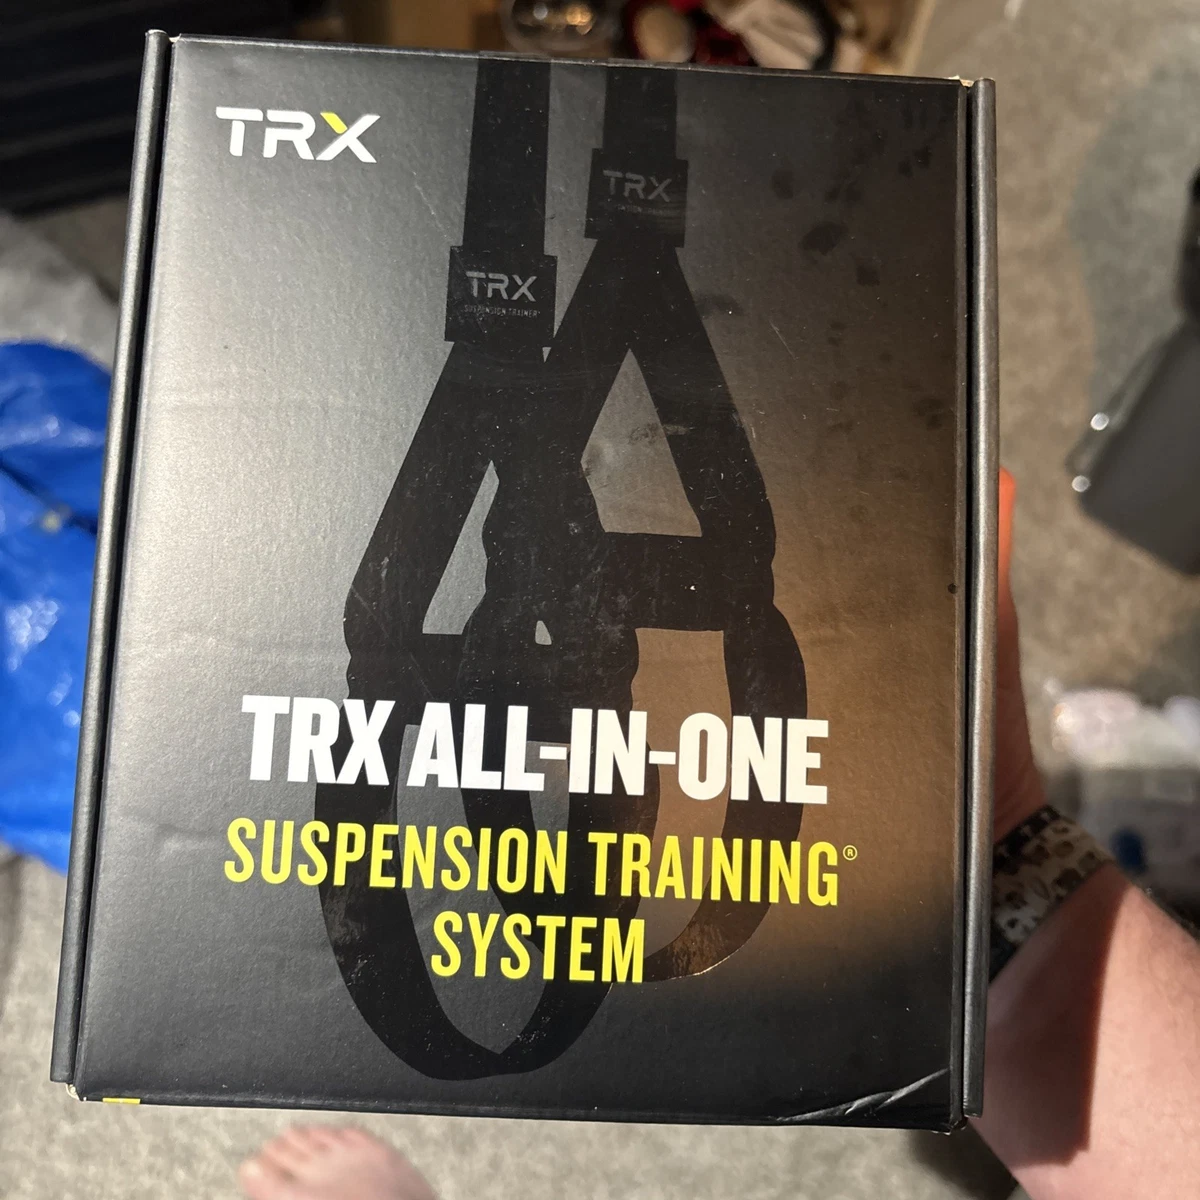 TRX
TRX
TRX
SUSPENSION TRAINER
TRX ALL-IN-ONE
SUSPENSION TRAINING®
SYSTEM